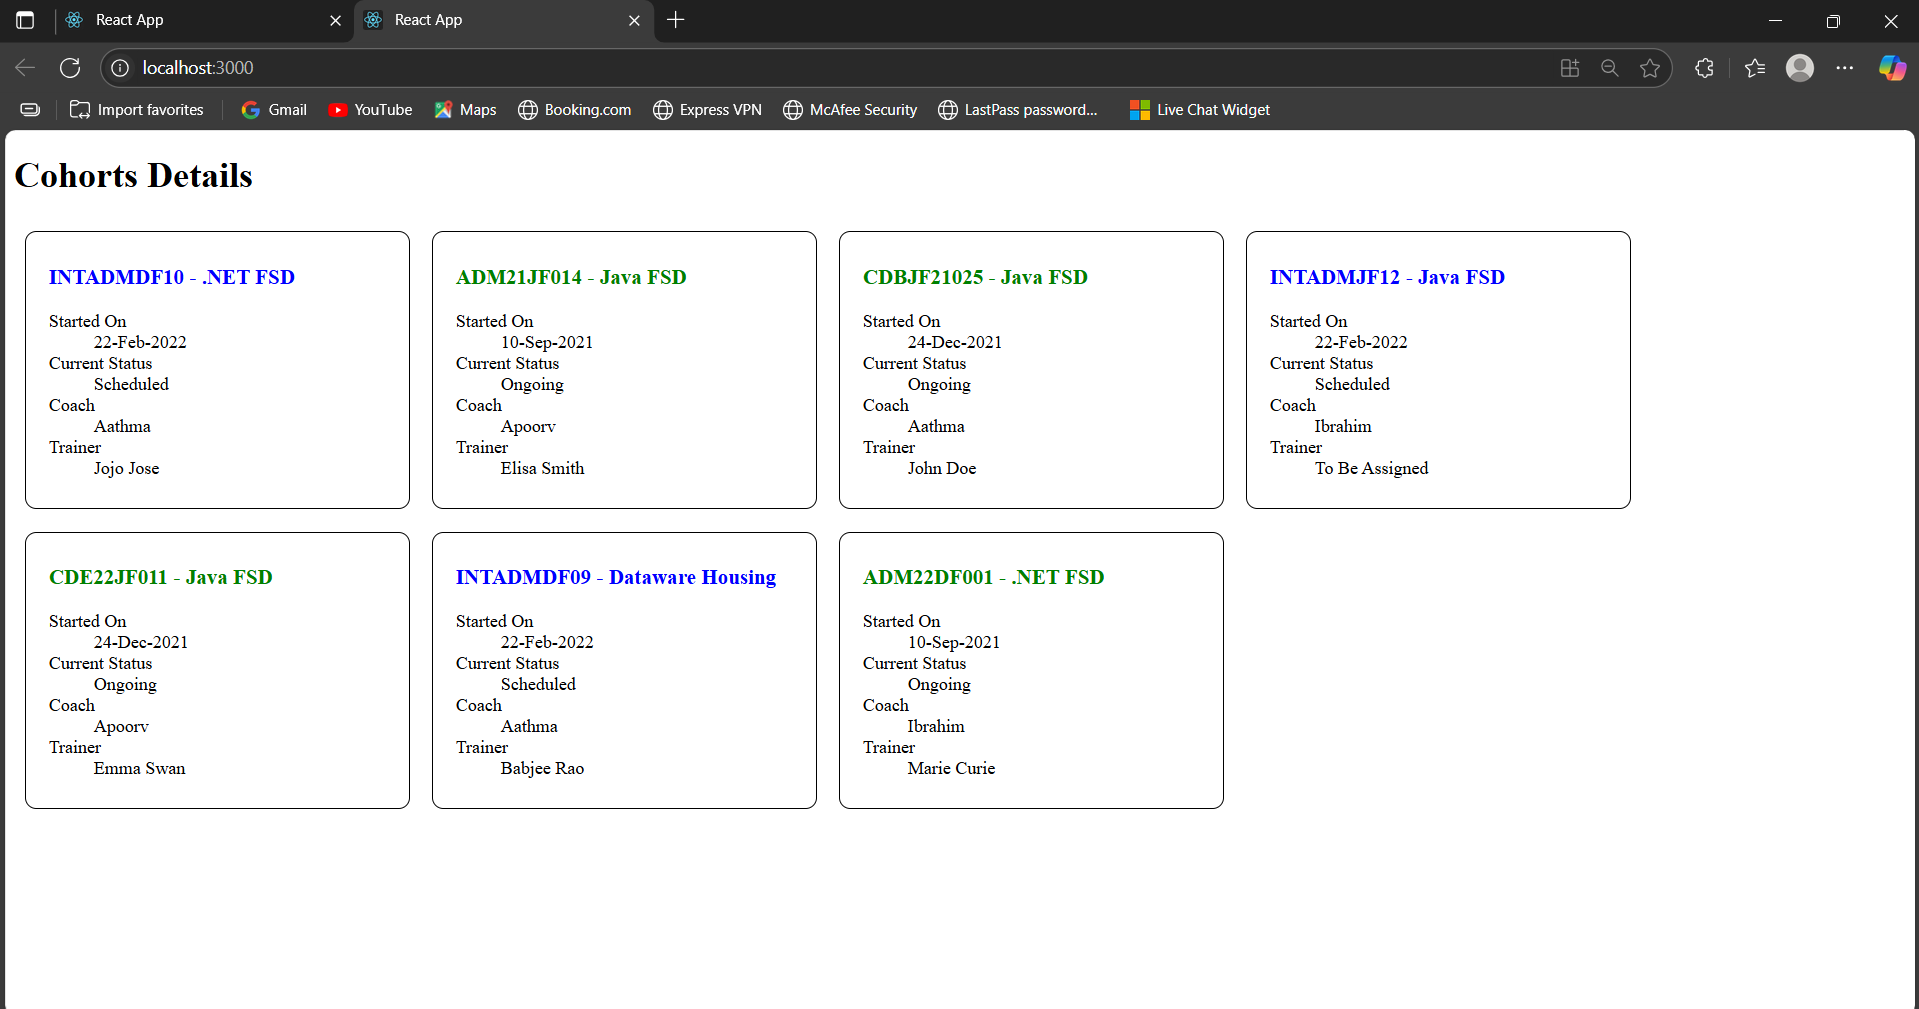 React App
React App
localhost:3000
Import favorites
Gmail
YouTube
Maps
Booking.com
Express VPN
McAfee Security
LastPass password...
Live Chat Widget
Cohorts Details
INTADMDF10 - .NET FSD
Started On
22-Feb-2022
Current Status
Scheduled
Coach
Aathma
Trainer
Jojo Jose
ADM21JF014 - Java FSD
Started On
10-Sep-2021
Current Status
Ongoing
Coach
Apoorv
Trainer
Elisa Smith
CDBJF21025 - Java FSD
Started On
24-Dec-2021
Current Status
Ongoing
Coach
Aathma
Trainer
John Doe
INTADMJF12 - Java FSD
Started On
22-Feb-2022
Current Status
Scheduled
Coach
Ibrahim
Trainer
To Be Assigned
CDE22JF011 - Java FSD
Started On
24-Dec-2021
Current Status
Ongoing
Coach
Apoorv
Trainer
Emma Swan
INTADMDF09 - Dataware Housing
Started On
22-Feb-2022
Current Status
Scheduled
Coach
Aathma
Trainer
Babjee Rao
ADM22DF001 - .NET FSD
Started On
10-Sep-2021
Current Status
Ongoing
Coach
Ibrahim
Trainer
Marie Curie